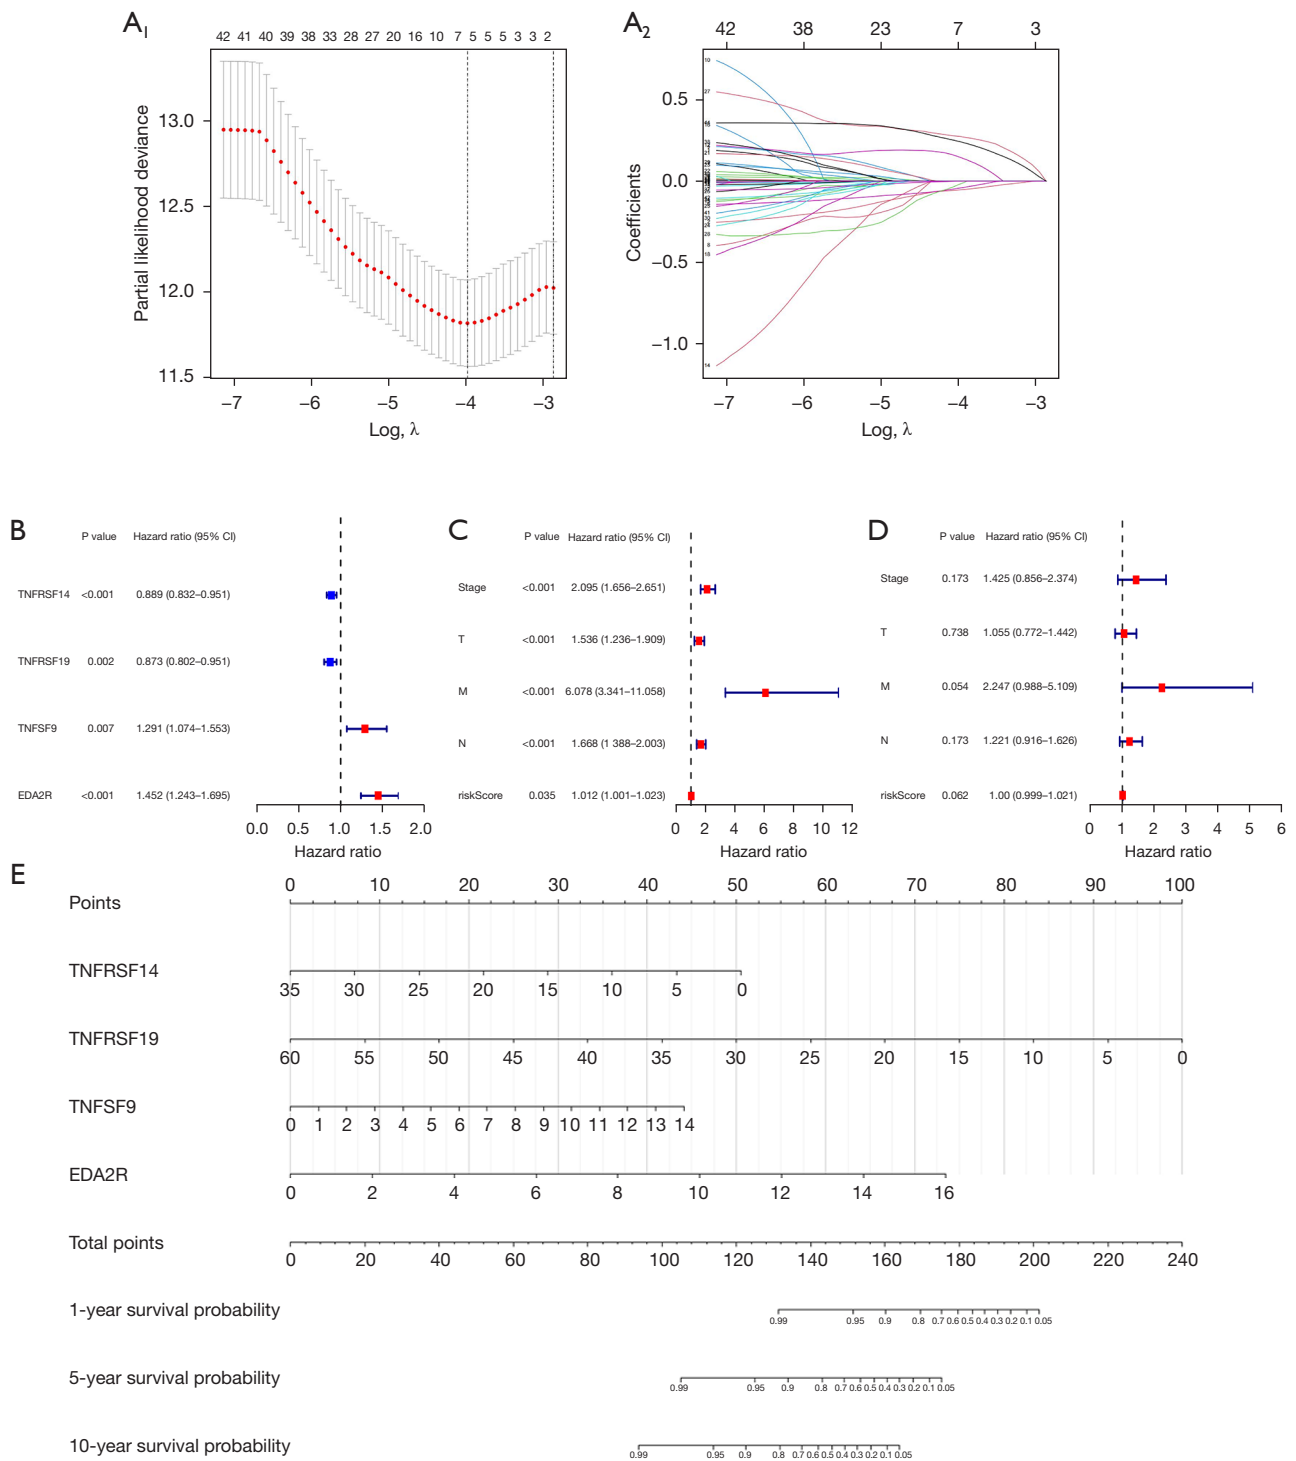 A1
42 41 40 39 38 33 28 27 20 16 10 7 5 5 5 3 3 2
Partial likelihood deviance
13.0
12.5
12.0
11.5
−7 −6 −5 −4 −3
Log, λ
A2
42 38 23 7 3
Coefficients
0.5
0.0
−0.5
−1.0
10
27
8
14
−7 −6 −5 −4 −3
Log, λ
B
P value Hazard ratio (95% CI)
TNFRSF14 <0.001 0.889 (0.832–0.951)
TNFRSF19 0.002 0.873 (0.802–0.951)
TNFSF9 0.007 1.291 (1.074–1.553)
EDA2R <0.001 1.452 (1.243–1.695)
0.0 0.5 1.0 1.5 2.0
Hazard ratio
C
P value Hazard ratio (95% CI)
Stage <0.001 2.095 (1.656–2.651)
T <0.001 1.536 (1.236–1.909)
M <0.001 6.078 (3.341–11.058)
N <0.001 1.668 (1 388–2.003)
riskScore 0.035 1.012 (1.001–1.023)
0 2 4 6 8 10 12
Hazard ratio
D
P value Hazard ratio (95% CI)
Stage 0.173 1.425 (0.856–2.374)
T 0.738 1.055 (0.772–1.442)
M 0.054 2.247 (0.988–5.109)
N 0.173 1.221 (0.916–1.626)
riskScore 0.062 1.00 (0.999–1.021)
0 1 2 3 4 5 6
Hazard ratio
E
Points
0 10 20 30 40 50 60 70 80 90 100
TNFRSF14
35 30 25 20 15 10 5 0
TNFRSF19
60 55 50 45 40 35 30 25 20 15 10 5 0
TNFSF9
0 1 2 3 4 5 6 7 8 9 10 11 12 13 14
EDA2R
0 2 4 6 8 10 12 14 16
Total points
0 20 40 60 80 100 120 140 160 180 200 220 240
1-year survival probability
0.99 0.95 0.9 0.8 0.7 0.6 0.5 0.4 0.3 0.2 0.1 0.05
5-year survival probability
0.99 0.95 0.9 0.8 0.7 0.6 0.5 0.4 0.3 0.2 0.1 0.05
10-year survival probability
0.99 0.95 0.9 0.8 0.7 0.6 0.5 0.4 0.3 0.2 0.1 0.05